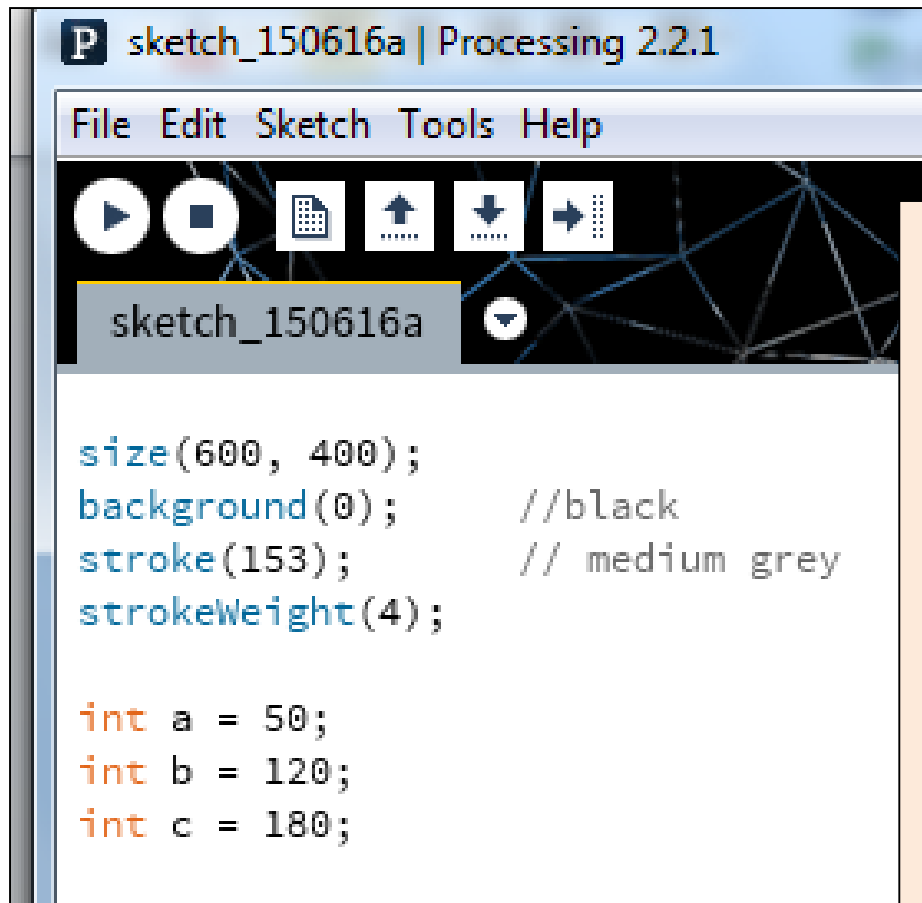 P sketch_150616a | Processing 2.2.1
File Edit Sketch Tools Help
sketch_150616a
size(600, 400);
background(0); //black
stroke(153); // medium grey
strokeWeight(4);
int a = 50;
int b = 120;
int c = 180;